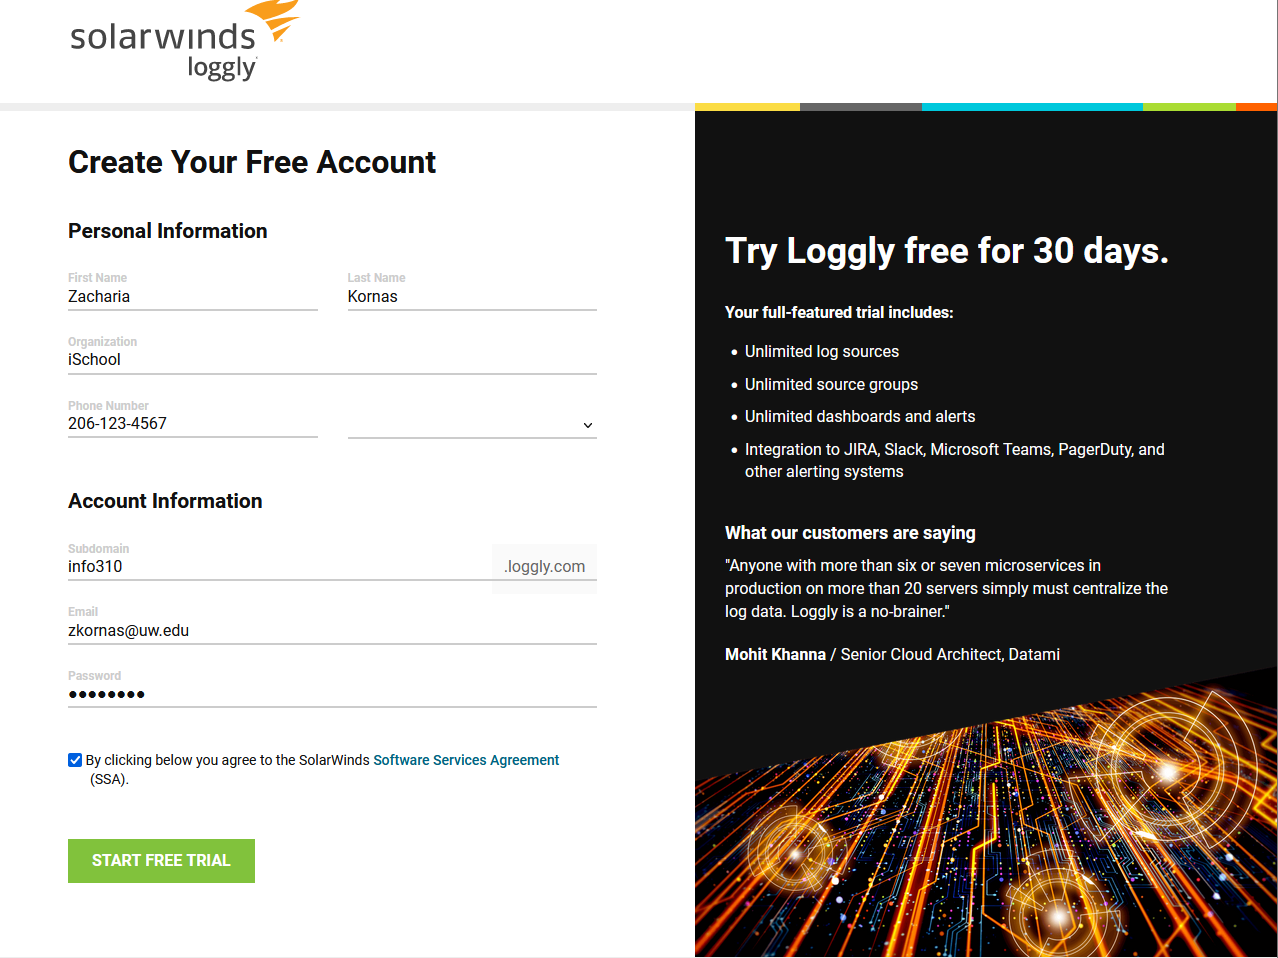 solarwinds
loggly
Create Your Free Account
Personal Information
First Name
Last Name
Zacharia
Kornas
Organization
iSchool
Phone Number
206-123-4567
Account Information
Subdomain
info310
.loggly.com
Email
zkornas@uw.edu
Password
••••••••
By clicking below you agree to the SolarWinds Software Services Agreement
(SSA).
START FREE TRIAL
Try Loggly free for 30 days.
Your full-featured trial includes:
• Unlimited log sources
• Unlimited source groups
• Unlimited dashboards and alerts
• Integration to JIRA, Slack, Microsoft Teams, PagerDuty, and
other alerting systems
What our customers are saying
"Anyone with more than six or seven microservices in
production on more than 20 servers simply must centralize the
log data. Loggly is a no-brainer."
Mohit Khanna / Senior Cloud Architect, Datami